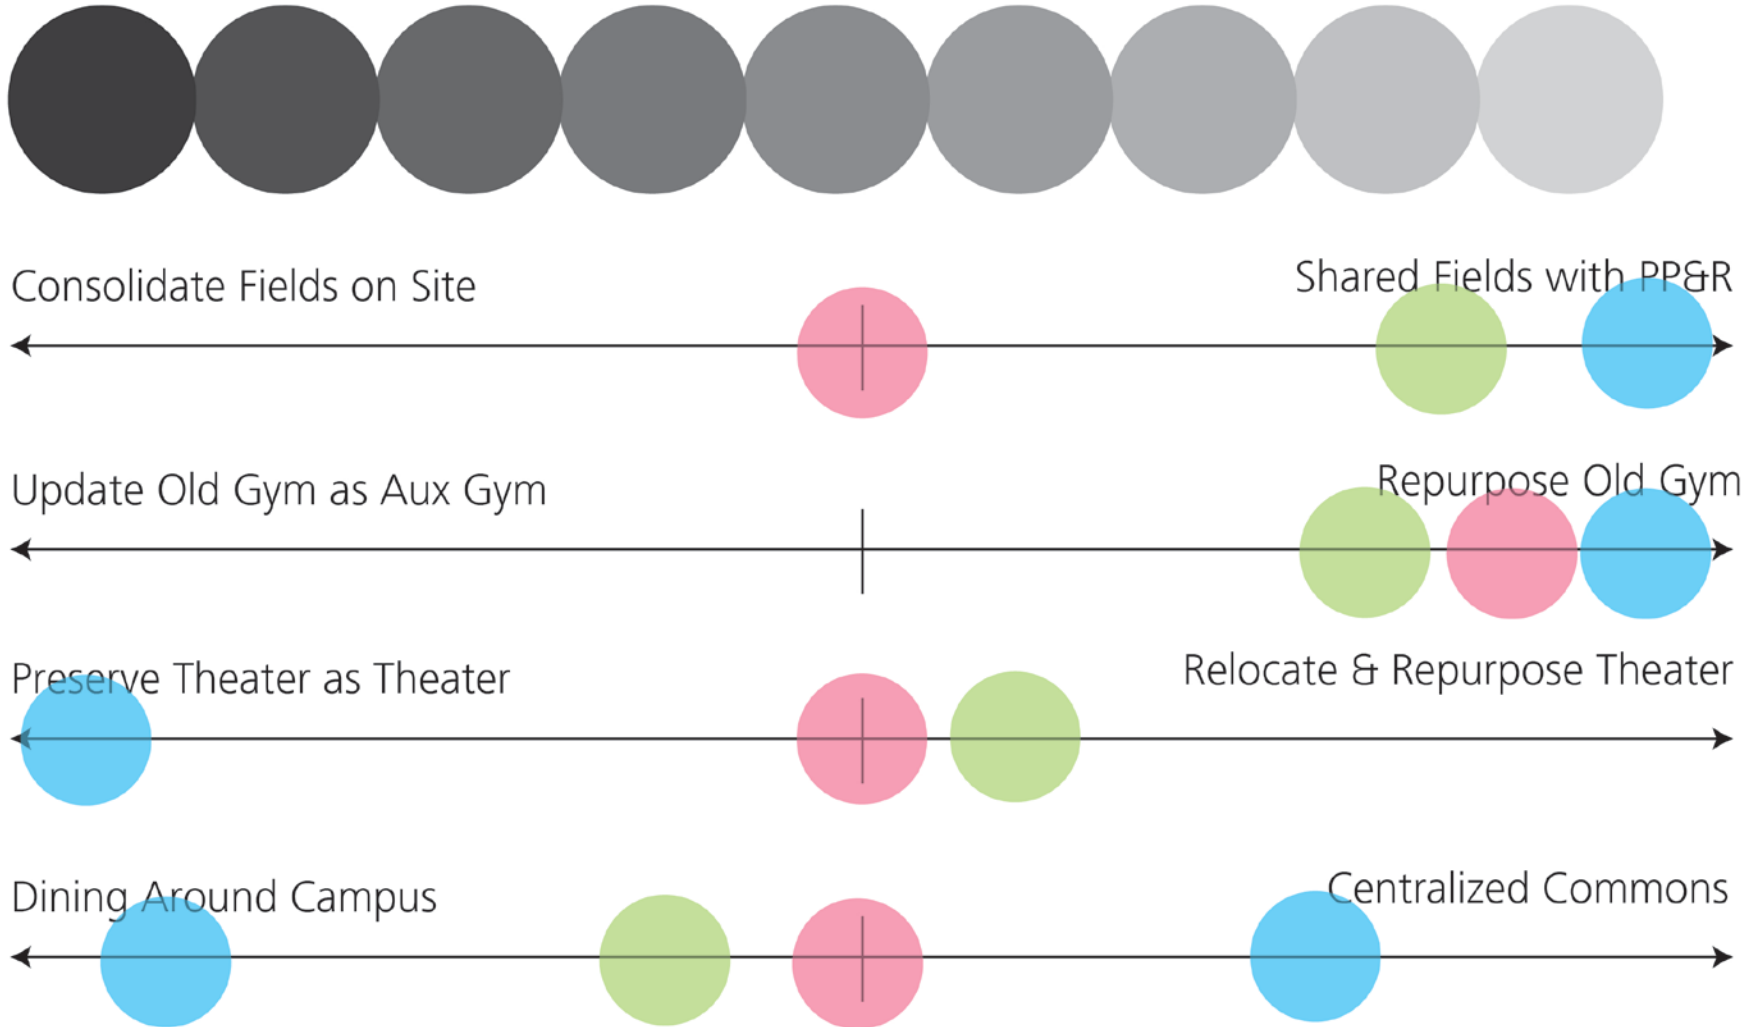 Consolidate Fields on Site
Shared Fields with PP&R
Update Old Gym as Aux Gym
Repurpose Old Gym
Preserve Theater as Theater
Relocate & Repurpose Theater
Dining Around Campus
Centralized Commons